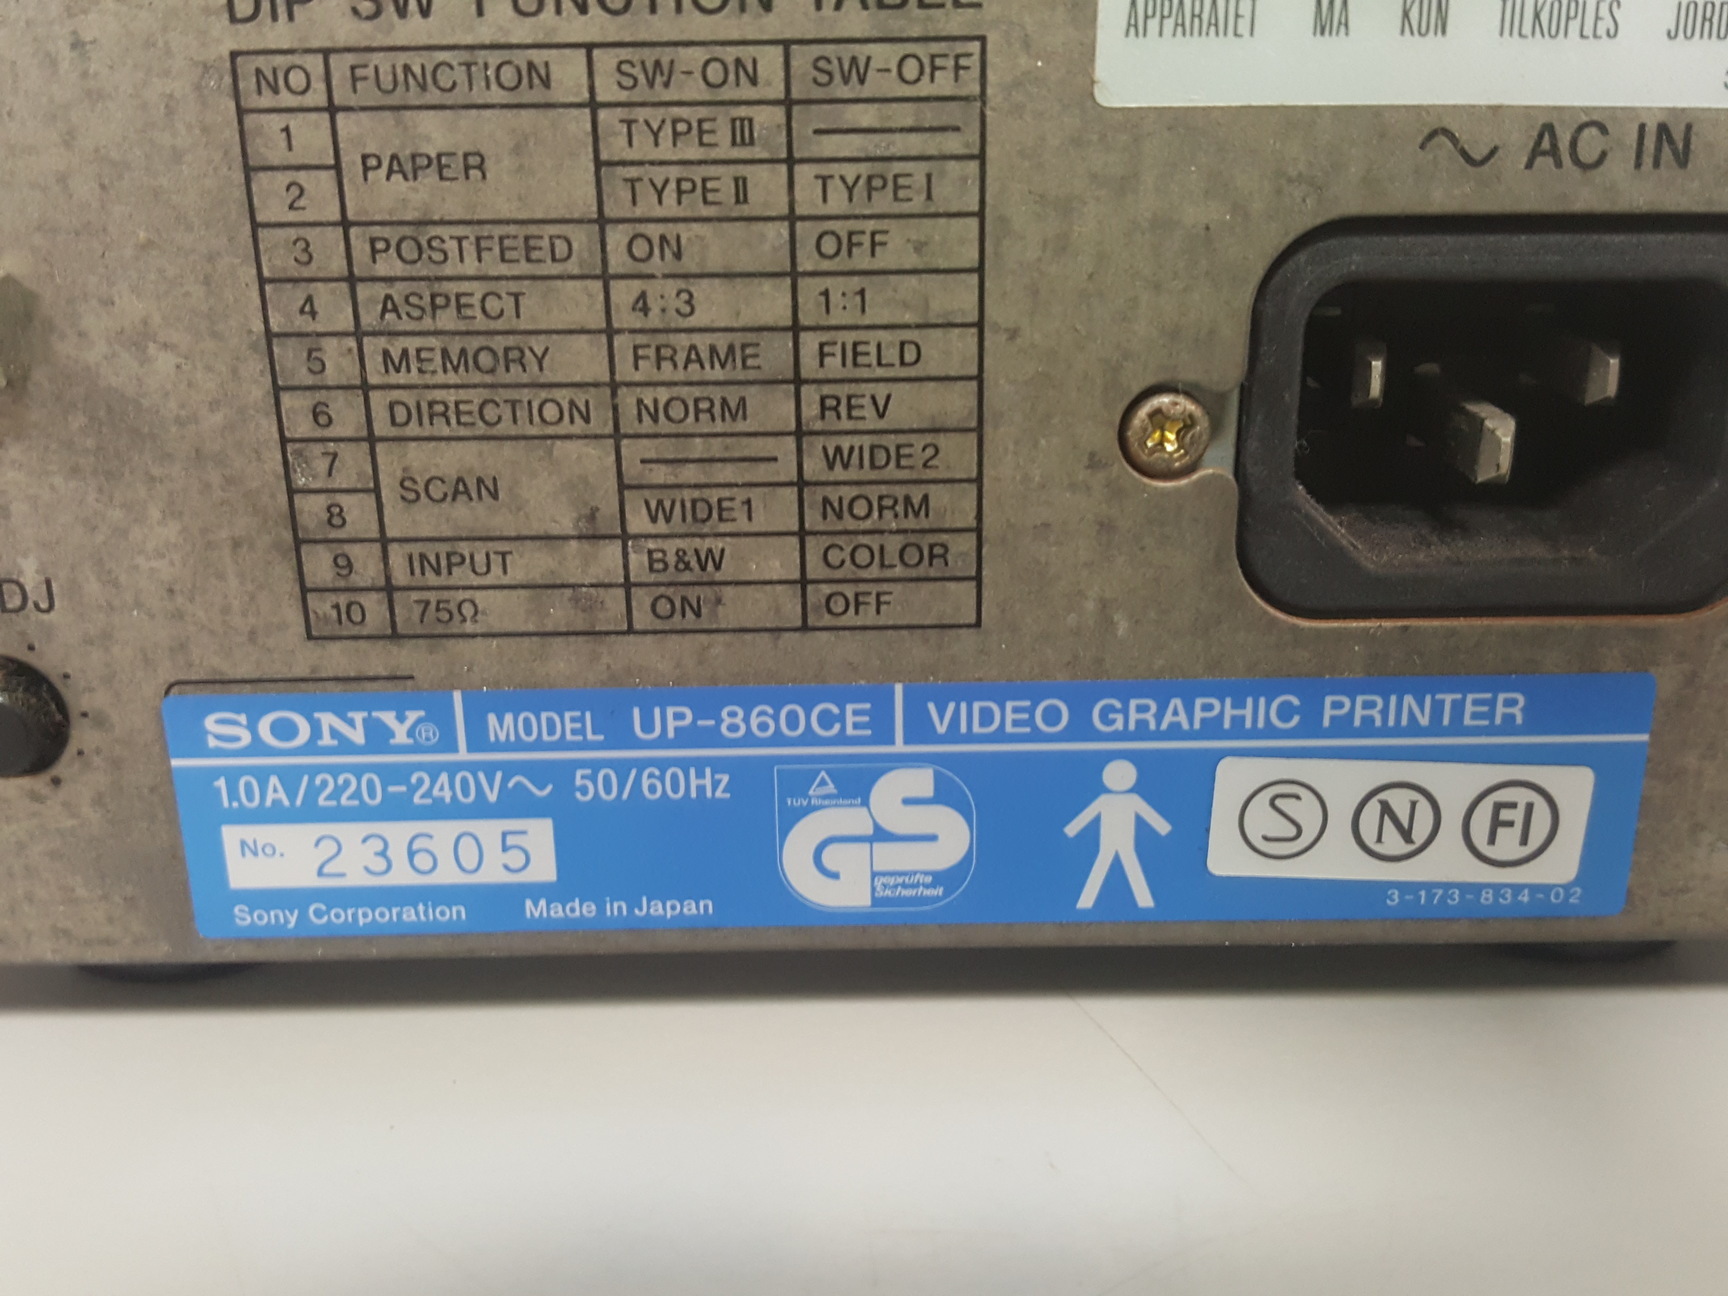 DIP SW FUNCTION TABLE
NO FUNCTION SW-ON SW-OFF
1 PAPER TYPE III ―
2 TYPE II TYPE I
3 POSTFEED ON OFF
4 ASPECT 4:3 1:1
5 MEMORY FRAME FIELD
6 DIRECTION NORM REV
7 SCAN ― WIDE2
8 WIDE1 NORM
9 INPUT B&W COLOR
10 75Ω ON OFF
APPARATET MA KUN TILKOPLES JORD
~ AC IN
DJ
SONY® MODEL UP-860CE VIDEO GRAPHIC PRINTER
1.0A/220-240V~ 50/60Hz
No. 23605
Sony Corporation Made in Japan
TÜV Rheinland
GS
geprüfte
Sicherheit
S N FI
3-173-834-02